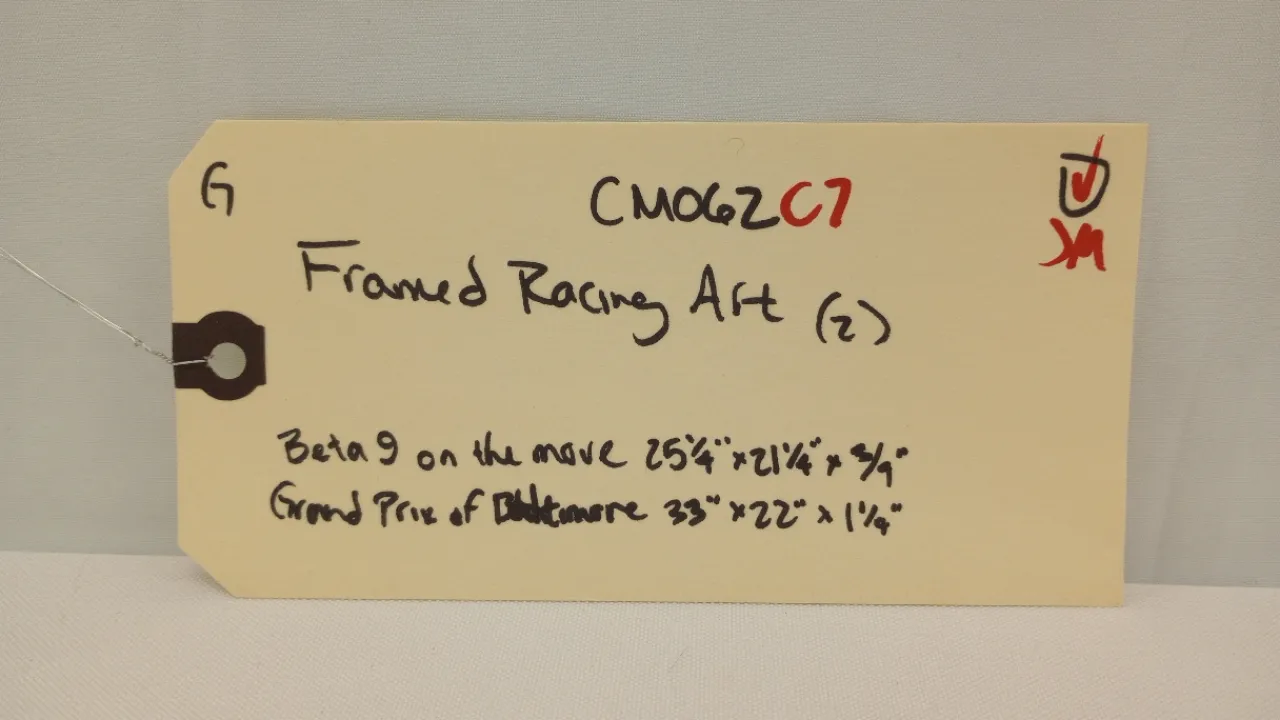 G
CM062C7
JM
Framed Racing Art (2)
Beta 9 on the move 25¼" x 21¼" x ¾"
Grand Prix of Baltimore 33" x 22" x 1¼"